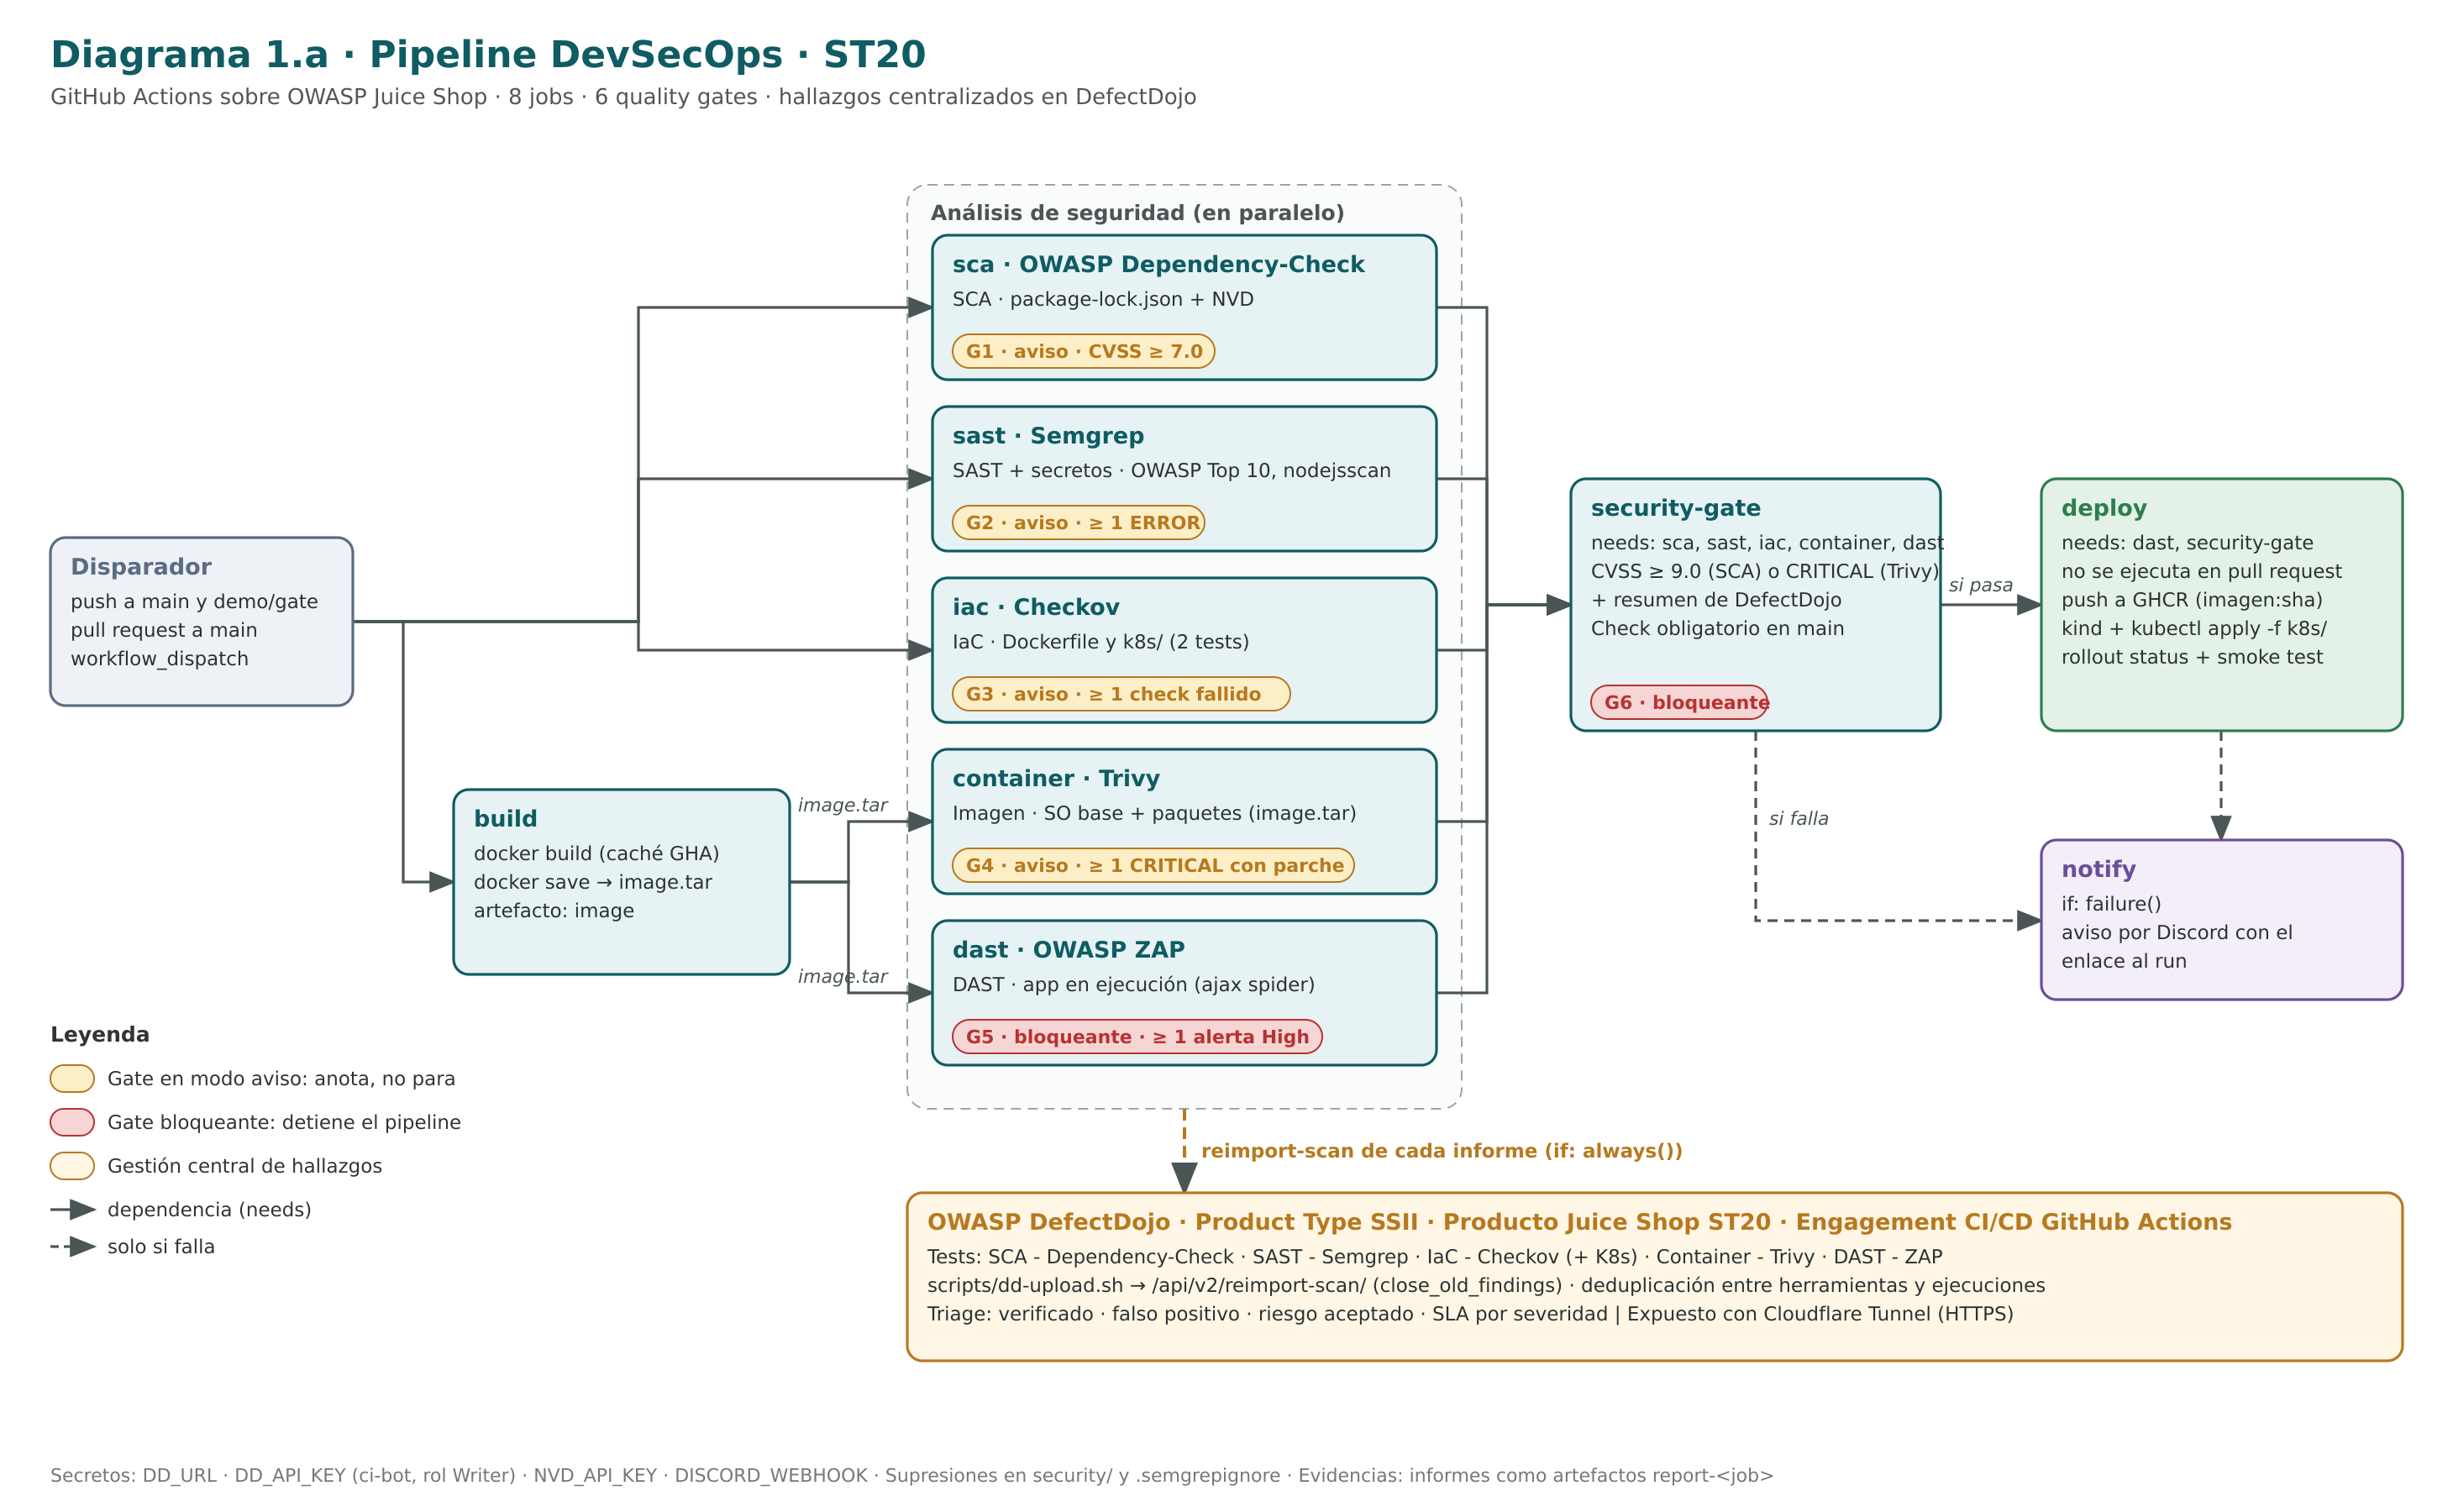 Diagrama 1.a · Pipeline DevSecOps · ST20
GitHub Actions sobre OWASP Juice Shop · 8 jobs · 6 quality gates · hallazgos centralizados en DefectDojo
Disparador
push a main y demo/gate
pull request a main
workflow_dispatch
build
docker build (caché GHA)
docker save → image.tar
artefacto: image
image.tar
image.tar
Análisis de seguridad (en paralelo)
sca · OWASP Dependency-Check
SCA · package-lock.json + NVD
G1 · aviso · CVSS ≥ 7.0
sast · Semgrep
SAST + secretos · OWASP Top 10, nodejsscan
G2 · aviso · ≥ 1 ERROR
iac · Checkov
IaC · Dockerfile y k8s/ (2 tests)
G3 · aviso · ≥ 1 check fallido
container · Trivy
Imagen · SO base + paquetes (image.tar)
G4 · aviso · ≥ 1 CRITICAL con parche
dast · OWASP ZAP
DAST · app en ejecución (ajax spider)
G5 · bloqueante · ≥ 1 alerta High
security-gate
needs: sca, sast, iac, container, dast
CVSS ≥ 9.0 (SCA) o CRITICAL (Trivy)
+ resumen de DefectDojo
Check obligatorio en main
G6 · bloqueante
si pasa
si falla
deploy
needs: dast, security-gate
no se ejecuta en pull request
push a GHCR (imagen:sha)
kind + kubectl apply -f k8s/
rollout status + smoke test
notify
if: failure()
aviso por Discord con el
enlace al run
Leyenda
Gate en modo aviso: anota, no para
Gate bloqueante: detiene el pipeline
Gestión central de hallazgos
dependencia (needs)
solo si falla
reimport-scan de cada informe (if: always())
OWASP DefectDojo · Product Type SSII · Producto Juice Shop ST20 · Engagement CI/CD GitHub Actions
Tests: SCA - Dependency-Check · SAST - Semgrep · IaC - Checkov (+ K8s) · Container - Trivy · DAST - ZAP
scripts/dd-upload.sh → /api/v2/reimport-scan/ (close_old_findings) · deduplicación entre herramientas y ejecuciones
Triage: verificado · falso positivo · riesgo aceptado · SLA por severidad | Expuesto con Cloudflare Tunnel (HTTPS)
Secretos: DD_URL · DD_API_KEY (ci-bot, rol Writer) · NVD_API_KEY · DISCORD_WEBHOOK · Supresiones en security/ y .semgrepignore · Evidencias: informes como artefactos report-<job>